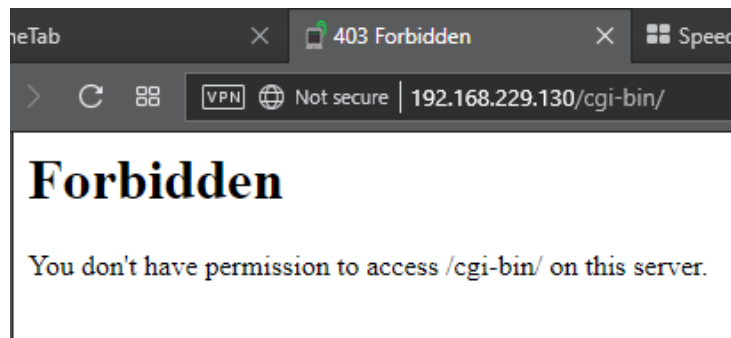 neTab
403 Forbidden
Speed
VPN
Not secure
192.168.229.130/cgi-bin/
Forbidden
You don't have permission to access /cgi-bin/ on this server.